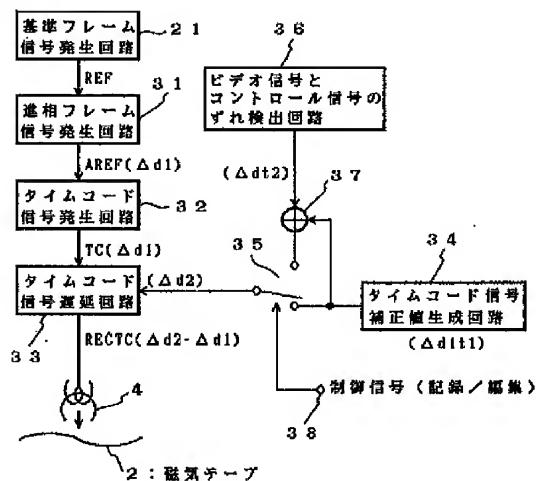 基準フレーム
信号発生回路
21
REF
進相フレーム
信号発生回路
31
AREF(Δd1)
タイムコード
信号発生回路
32
TC(Δd1)
タイムコード
信号遅延回路
33
(Δd2)
RECTC(Δd2-Δd1)
4
2:磁気テープ
36
ビデオ信号と
コントロール信号の
ずれ検出回路
(Δdt2)
37
35
34
タイムコード信号
補正値生成回路
(Δdlt1)
制御信号(記録/編集)
38